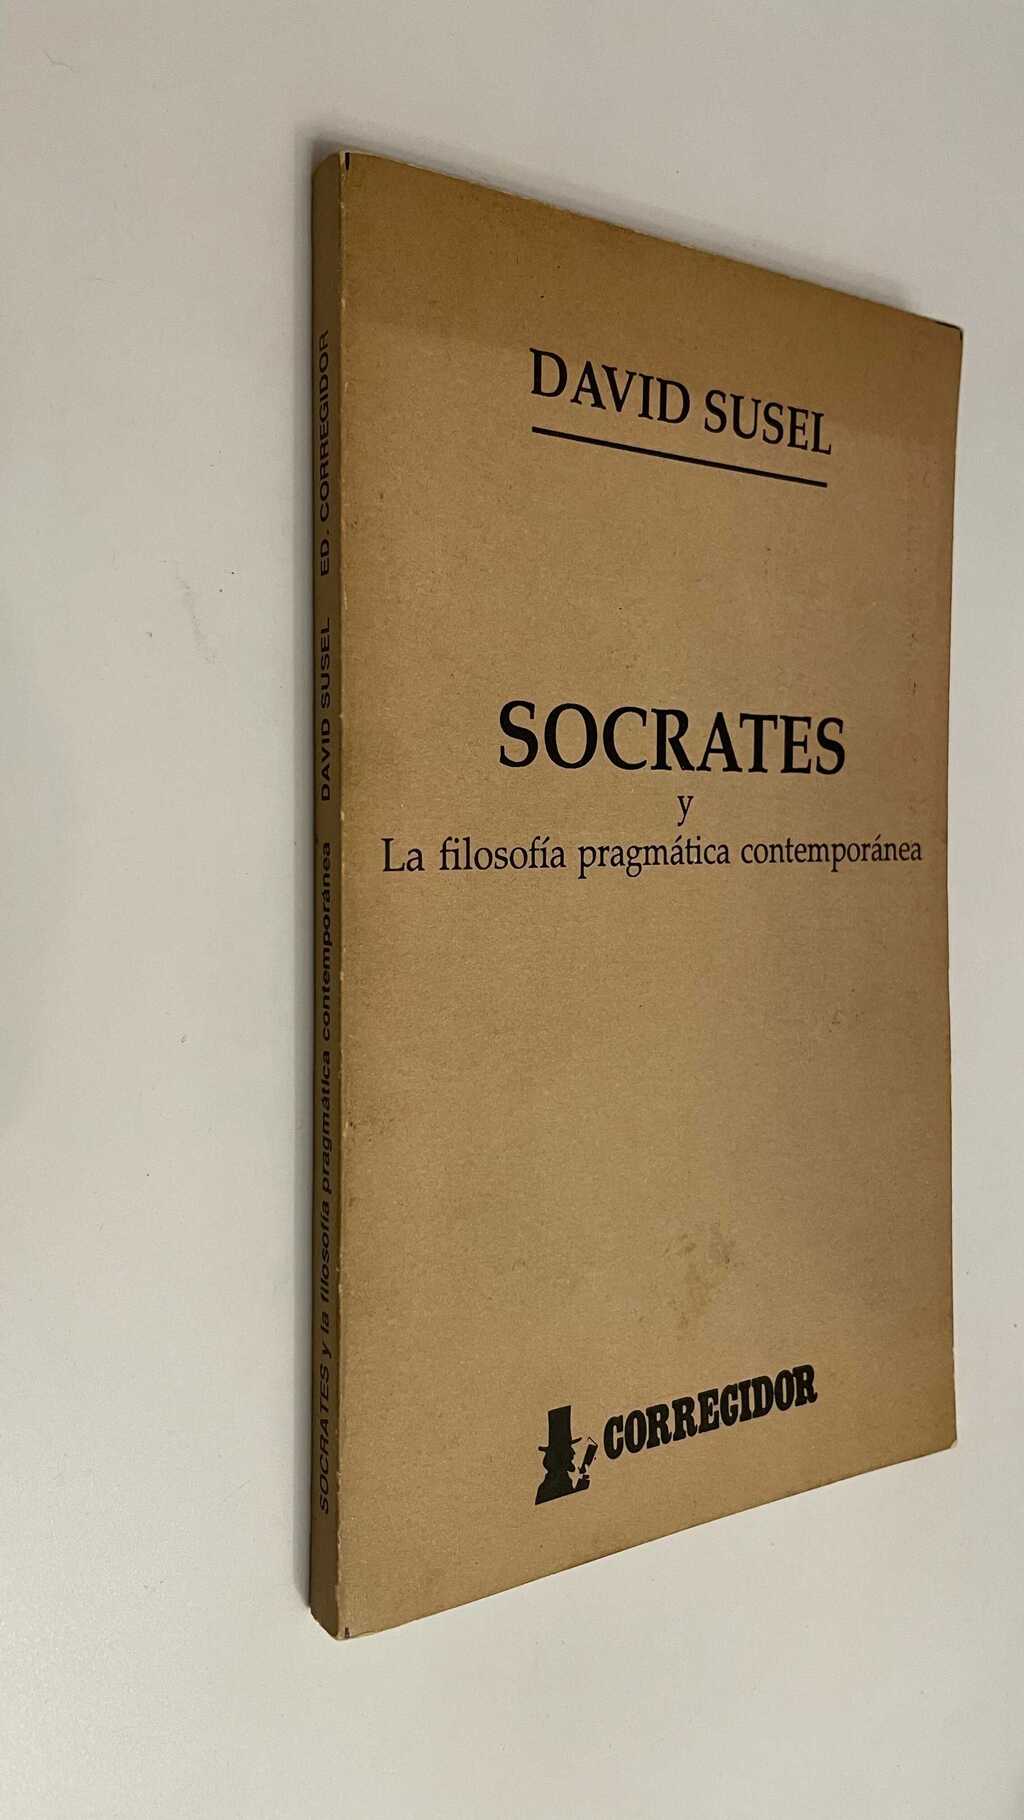 DAVID SUSEL
SOCRATES
y
La filosofía pragmática contemporánea
CORREGIDOR
SOCRATES y la filosofía pragmática contemporánea DAVID SUSEL ED. CORREGIDOR